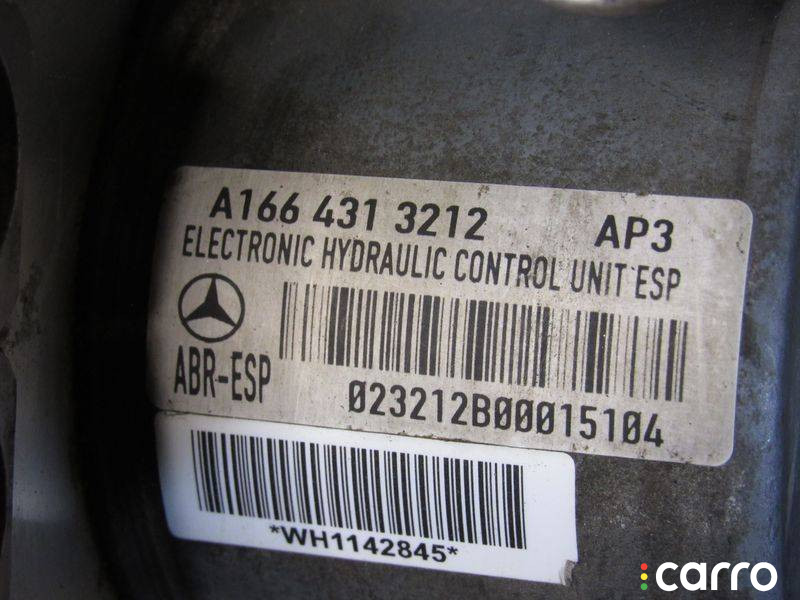 A166 431 3212 AP3
ELECTRONIC HYDRAULIC CONTROL UNIT ESP
ABR-ESP
023212B00015104
*WH1142845*
carro